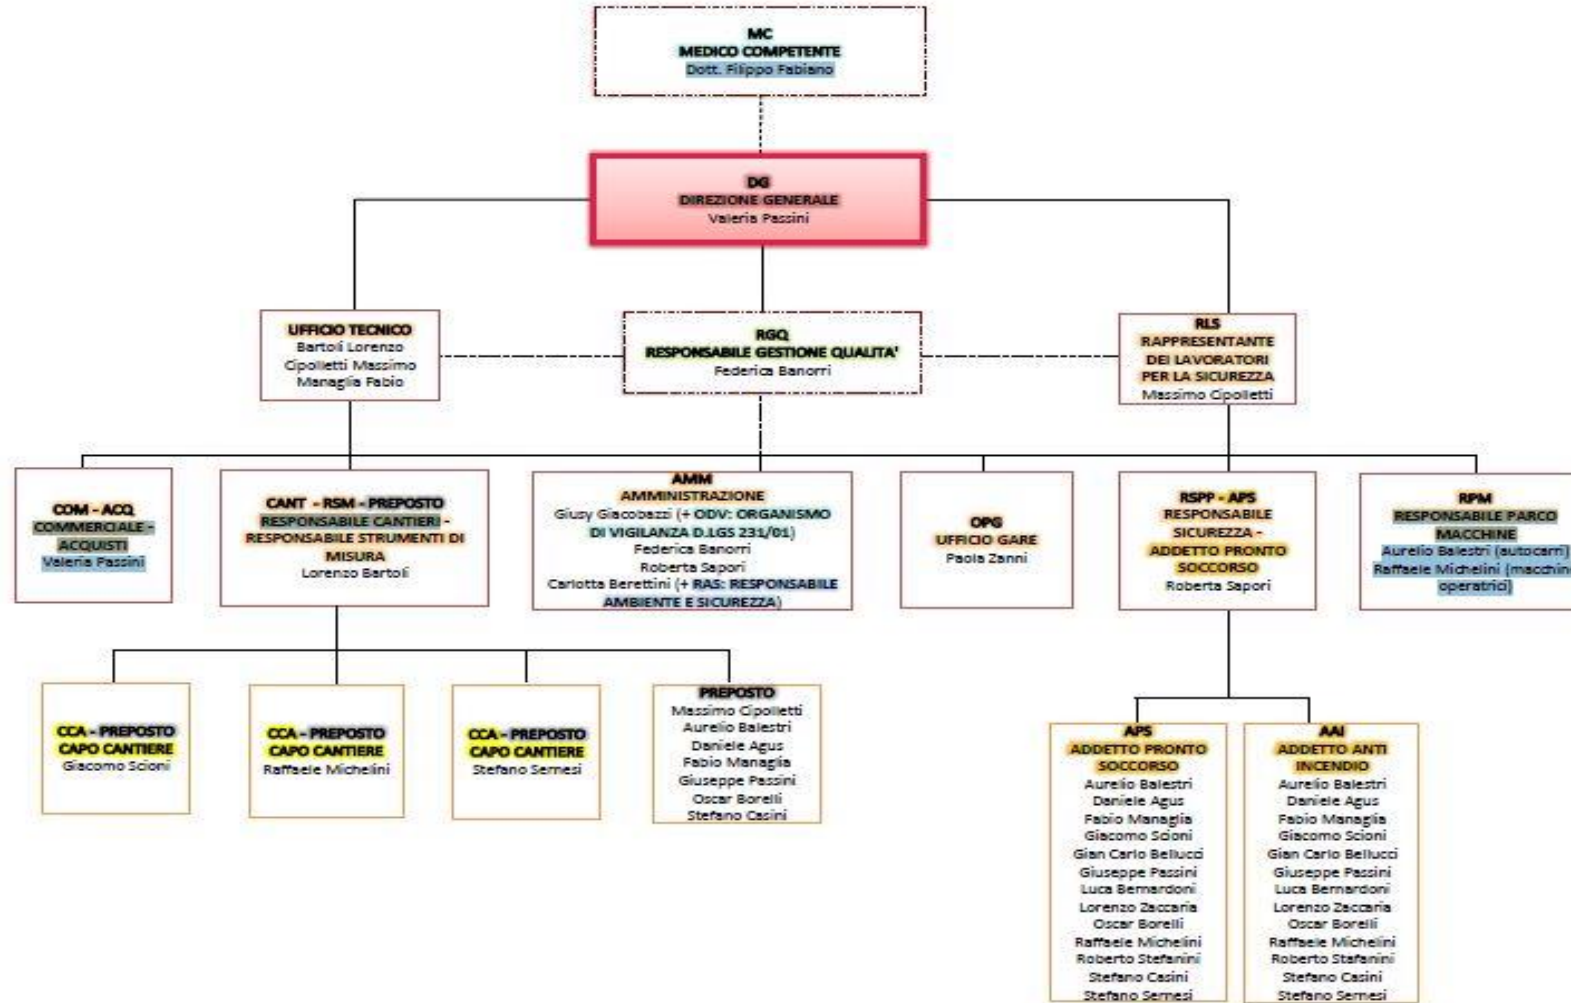 MC
MEDICO COMPETENTE
Dott. Filippo Fabiano
DG
DIREZIONE GENERALE
Valeria Passini
UFFICIO TECNICO
Bartoli Lorenzo
Cipolletti Massimo
Managlia Fabio
RGQ
RESPONSABILE GESTIONE QUALITA'
Federica Banorri
RLS
RAPPRESENTANTE
DEI LAVORATORI
PER LA SICUREZZA
Massimo Cipolletti
COM - ACQ
COMMERCIALE -
ACQUISTI
Valeria Passini
CANT - RSM - PREPOSTO
RESPONSABILE CANTIERI -
RESPONSABILE STRUMENTI DI
MISURA
Lorenzo Bartoli
AMM
AMMINISTRAZIONE
Giusy Giacobazzi (+ ODV: ORGANISMO
DI VIGILANZA D.LGS 231/01)
Federica Banorri
Roberta Sapori
Carlotta Berettini (+ RAS: RESPONSABILE
AMBIENTE E SICUREZZA)
OPG
UFFICIO GARE
Paola Zanni
RSPP - APS
RESPONSABILE
SICUREZZA -
ADDETTO PRONTO
SOCCORSO
Roberta Sapori
RPM
RESPONSABILE PARCO
MACCHINE
Aurelio Balestri (autocarri)
Raffaele Michelini (macchine
operatrici)
CCA - PREPOSTO
CAPO CANTIERE
Giacomo Scioni
CCA - PREPOSTO
CAPO CANTIERE
Raffaele Michelini
CCA - PREPOSTO
CAPO CANTIERE
Stefano Sernesi
PREPOSTO
Massimo Cipolletti
Aurelio Balestri
Daniele Agus
Fabio Managlia
Giuseppe Passini
Oscar Borelli
Stefano Casini
APS
ADDETTO PRONTO
SOCCORSO
Aurelio Balestri
Daniele Agus
Fabio Managlia
Giacomo Scioni
Gian Carlo Bellucci
Giuseppe Passini
Luca Bernardoni
Lorenzo Zaccaria
Oscar Borelli
Raffaele Michelini
Roberto Stefanini
Stefano Casini
Stefano Sernesi
AAI
ADDETTO ANTI
INCENDIO
Aurelio Balestri
Daniele Agus
Fabio Managlia
Giacomo Scioni
Gian Carlo Bellucci
Giuseppe Passini
Luca Bernardoni
Lorenzo Zaccaria
Oscar Borelli
Raffaele Michelini
Roberto Stafanini
Stefano Casini
Stefano Sernesi